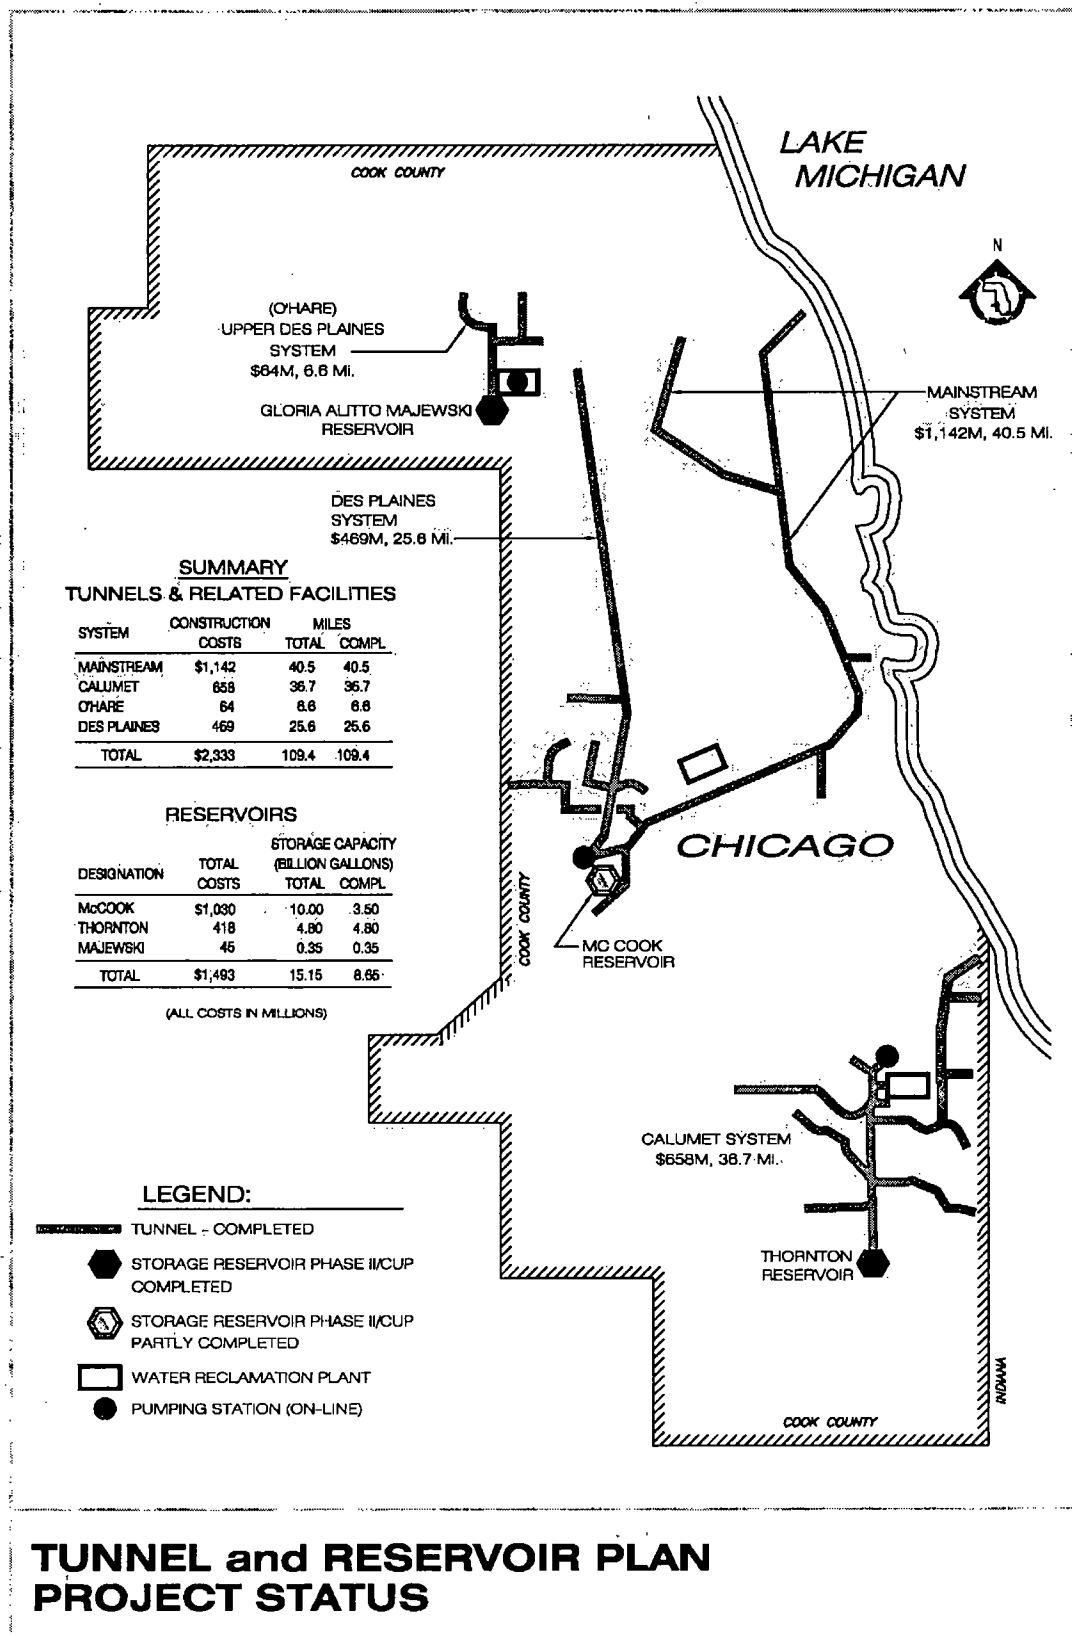 LAKE
MICHIGAN
COOK COUNTY
N
(O'HARE)
UPPER DES PLAINES
SYSTEM
$64M, 6.6 Mi.
GLORIA ALITTO MAJEWSKI
RESERVOIR
MAINSTREAM
SYSTEM
$1,142M, 40.5 Mi.
DES PLAINES
SYSTEM
$469M, 25.6 Mi.
SUMMARY
TUNNELS & RELATED FACILITIES
SYSTEM CONSTRUCTION COSTS MILES TOTAL COMPL
MAINSTREAM $1,142 40.5 40.5
CALUMET 658 36.7 36.7
O'HARE 64 6.6 6.6
DES PLAINES 469 25.6 25.6
TOTAL $2,333 109.4 109.4
RESERVOIRS
DESIGNATION TOTAL COSTS STORAGE CAPACITY (BILLION GALLONS) TOTAL COMPL
McCOOK $1,030 10.00 3.50
THORNTON 418 4.80 4.80
MAJEWSKI 45 0.35 0.35
TOTAL $1,493 15.15 8.65
(ALL COSTS IN MILLIONS)
CHICAGO
COOK COUNTY
MC COOK
RESERVOIR
CALUMET SYSTEM
$658M, 36.7 Mi.
THORNTON
RESERVOIR
INDIANA
COOK COUNTY
LEGEND:
TUNNEL - COMPLETED
STORAGE RESERVOIR PHASE II/CUP
COMPLETED
STORAGE RESERVOIR PHASE II/CUP
PARTLY COMPLETED
WATER RECLAMATION PLANT
PUMPING STATION (ON-LINE)
TUNNEL and RESERVOIR PLAN
PROJECT STATUS